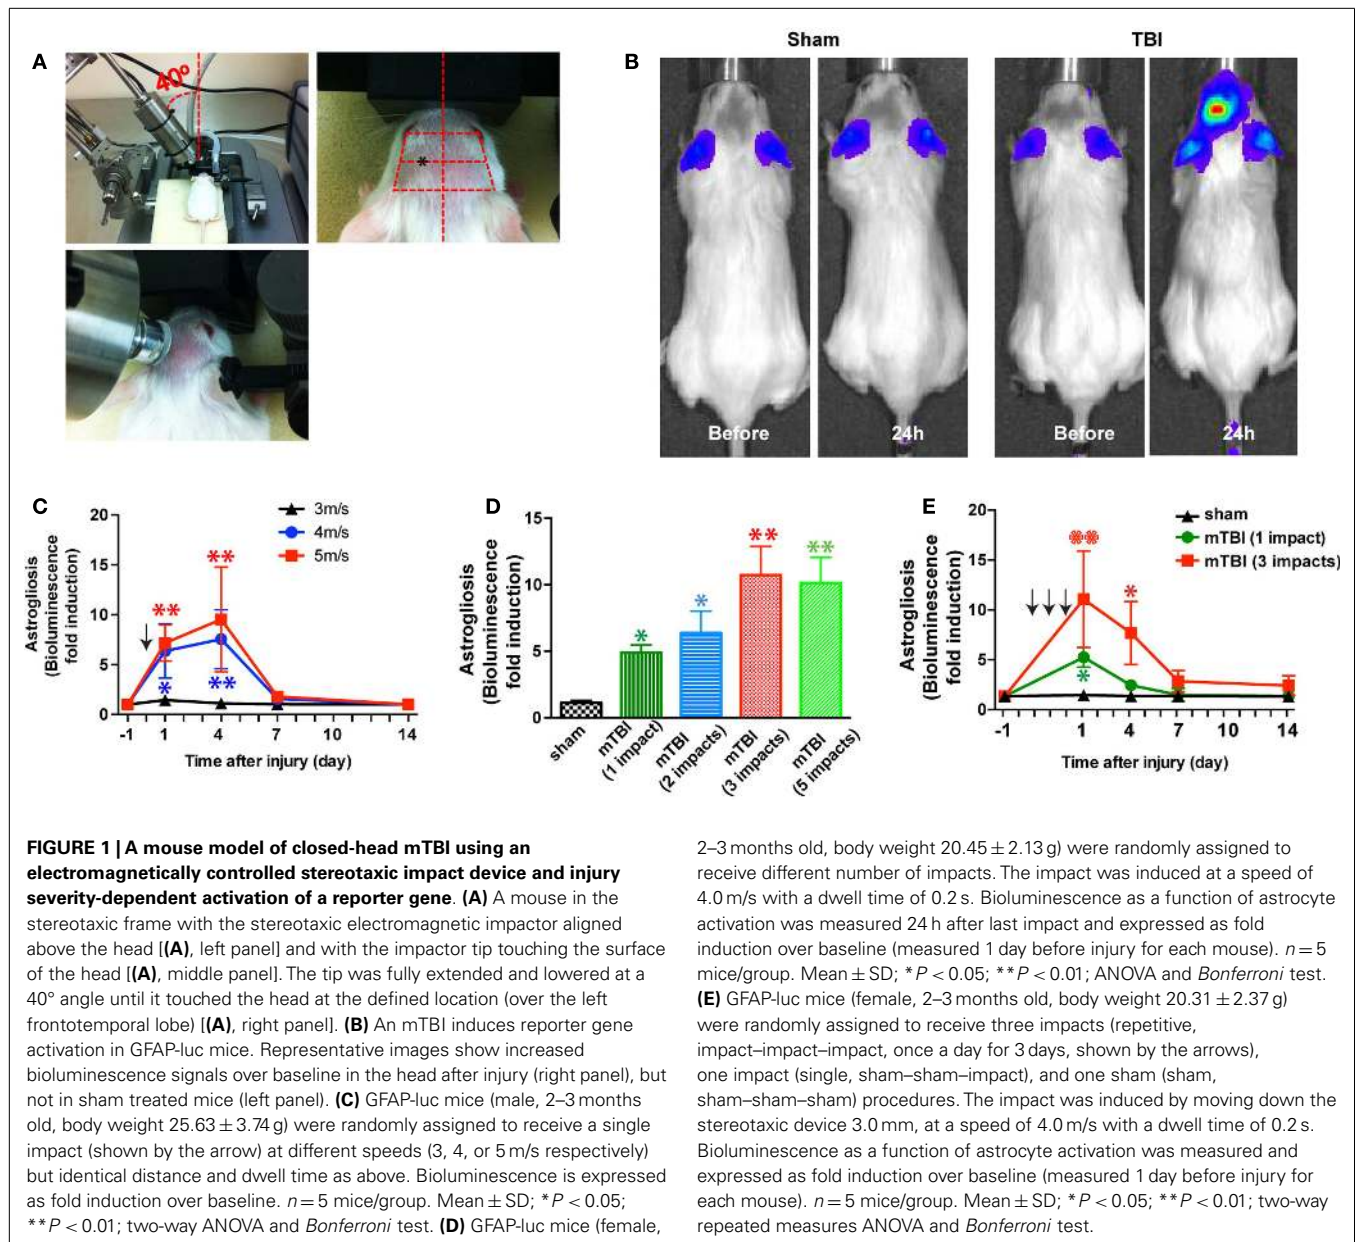 A
40º
*
B
Sham
TBI
Before
24h
Before
24h
C
Astrogliosis
(Bioluminescence
fold induction)
20
15
10
5
0
3m/s
4m/s
5m/s
**
**
*
**
-1
1
4
7
10
14
Time after injury (day)
D
Astrogliosis
(Bioluminescence
fold induction)
15
10
5
0
*
*
**
**
sham
mTBI
(1 impact)
mTBI
(2 impacts)
mTBI
(3 impacts)
mTBI
(5 impacts)
E
Astrogliosis
(Bioluminescence
fold induction)
20
15
10
5
0
sham
mTBI (1 impact)
mTBI (3 impacts)
**
*
*
-1
1
4
7
10
14
Time after injury (day)
FIGURE 1 | A mouse model of closed-head mTBI using an
electromagnetically controlled stereotaxic impact device and injury
severity-dependent activation of a reporter gene. (A) A mouse in the
stereotaxic frame with the stereotaxic electromagnetic impactor aligned
above the head [(A), left panel] and with the impactor tip touching the surface
of the head [(A), middle panel]. The tip was fully extended and lowered at a
40° angle until it touched the head at the defined location (over the left
frontotemporal lobe) [(A), right panel]. (B) An mTBI induces reporter gene
activation in GFAP-luc mice. Representative images show increased
bioluminescence signals over baseline in the head after injury (right panel), but
not in sham treated mice (left panel). (C) GFAP-luc mice (male, 2–3 months
old, body weight 25.63 ± 3.74 g) were randomly assigned to receive a single
impact (shown by the arrow) at different speeds (3, 4, or 5 m/s respectively)
but identical distance and dwell time as above. Bioluminescence is expressed
as fold induction over baseline. n = 5 mice/group. Mean ± SD; *P < 0.05;
**P < 0.01; two-way ANOVA and Bonferroni test. (D) GFAP-luc mice (female,
2–3 months old, body weight 20.45 ± 2.13 g) were randomly assigned to
receive different number of impacts. The impact was induced at a speed of
4.0 m/s with a dwell time of 0.2 s. Bioluminescence as a function of astrocyte
activation was measured 24 h after last impact and expressed as fold
induction over baseline (measured 1 day before injury for each mouse). n = 5
mice/group. Mean ± SD; *P < 0.05; **P < 0.01; ANOVA and Bonferroni test.
(E) GFAP-luc mice (female, 2–3 months old, body weight 20.31 ± 2.37 g)
were randomly assigned to receive three impacts (repetitive,
impact–impact–impact, once a day for 3 days, shown by the arrows),
one impact (single, sham–sham–impact), and one sham (sham,
sham–sham–sham) procedures. The impact was induced by moving down the
stereotaxic device 3.0 mm, at a speed of 4.0 m/s with a dwell time of 0.2 s.
Bioluminescence as a function of astrocyte activation was measured and
expressed as fold induction over baseline (measured 1 day before injury for
each mouse). n = 5 mice/group. Mean ± SD; *P < 0.05; **P < 0.01; two-way
repeated measures ANOVA and Bonferroni test.